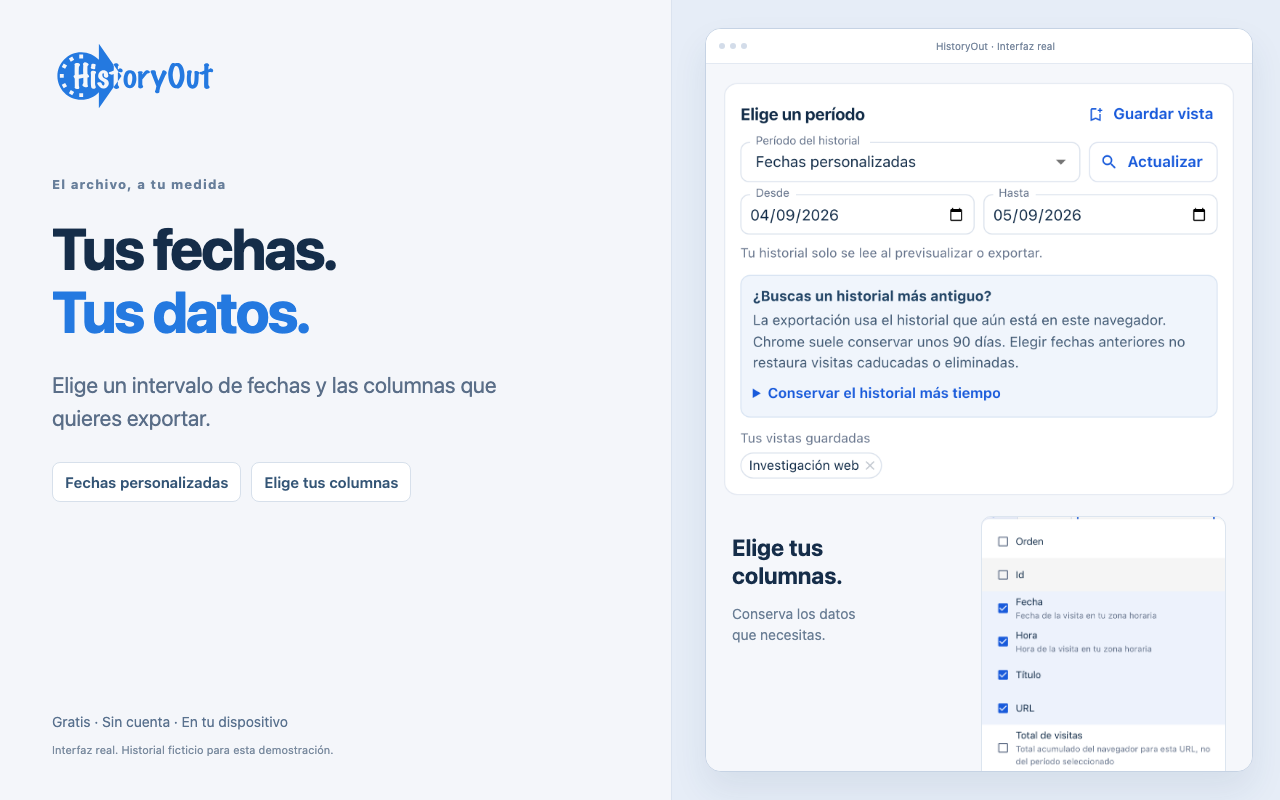 HistoryOut
El archivo, a tu medida
Tus fechas.
Tus datos.
Elige un intervalo de fechas y las columnas que
quieres exportar.
Fechas personalizadas
Elige tus columnas
Gratis · Sin cuenta · En tu dispositivo
Interfaz real. Historial ficticio para esta demostración.
HistoryOut · Interfaz real
Elige un período
Guardar vista
Período del historial
Fechas personalizadas
Actualizar
Desde
04/09/2026
Hasta
05/09/2026
Tu historial solo se lee al previsualizar o exportar.
¿Buscas un historial más antiguo?
La exportación usa el historial que aún está en este navegador.
Chrome suele conservar unos 90 días. Elegir fechas anteriores no
restaura visitas caducadas o eliminadas.
Conservar el historial más tiempo
Tus vistas guardadas
Investigación web
Elige tus
columnas.
Conserva los datos
que necesitas.
Orden
Id
Fecha
Fecha de la visita en tu zona horaria
Hora
Hora de la visita en tu zona horaria
Título
URL
Total de visitas
Total acumulado del navegador para esta URL, no
del período seleccionado